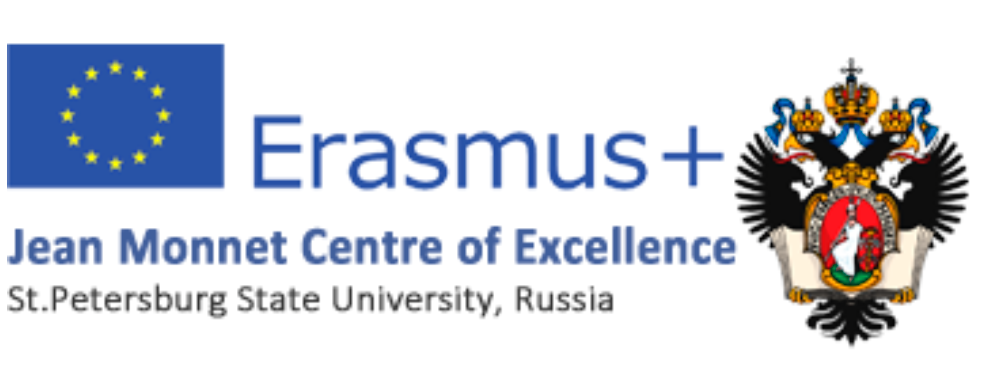 Erasmus+
Jean Monnet Centre of Excellence
St.Petersburg State University, Russia